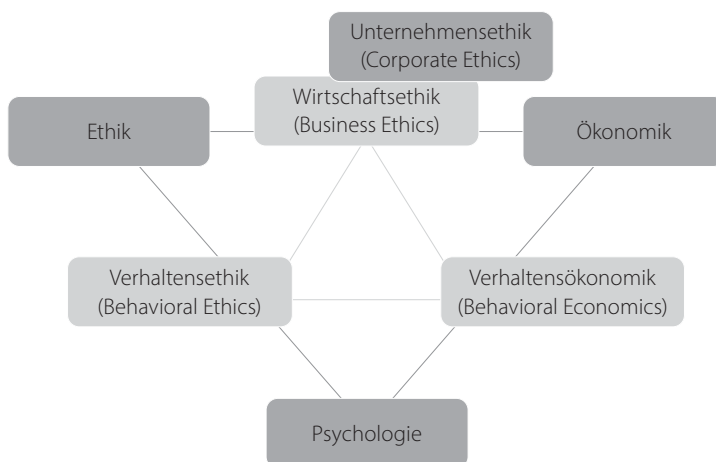 Unternehmensethik
(Corporate Ethics)
Wirtschaftsethik
(Business Ethics)
Ethik
Ökonomik
Verhaltensethik
(Behavioral Ethics)
Verhaltensökonomik
(Behavioral Economics)
Psychologie